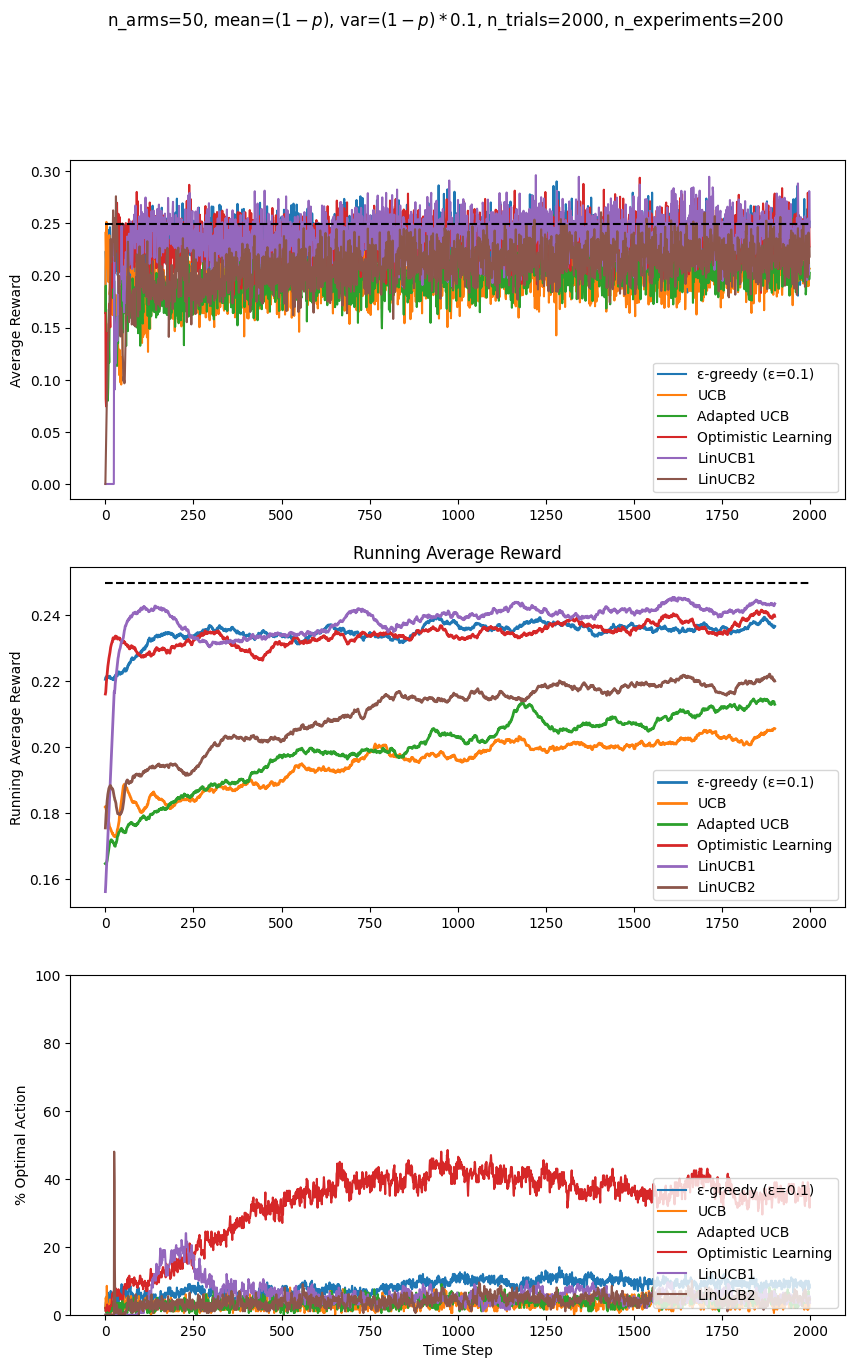 n_arms=50, mean=(1 − p), var=(1 − p) * 0.1, n_trials=2000, n_experiments=200
0.30
0.25
0.20
0.15
0.10
0.05
0.00
Average Reward
ε-greedy (ε=0.1)
UCB
Adapted UCB
Optimistic Learning
LinUCB1
LinUCB2
0 250 500 750 1000 1250 1500 1750 2000
Running Average Reward
0.24
0.22
0.20
0.18
0.16
Running Average Reward
ε-greedy (ε=0.1)
UCB
Adapted UCB
Optimistic Learning
LinUCB1
LinUCB2
0 250 500 750 1000 1250 1500 1750 2000
100
80
60
40
20
0
% Optimal Action
ε-greedy (ε=0.1)
UCB
Adapted UCB
Optimistic Learning
LinUCB1
LinUCB2
0 250 500 750 1000 1250 1500 1750 2000
Time Step